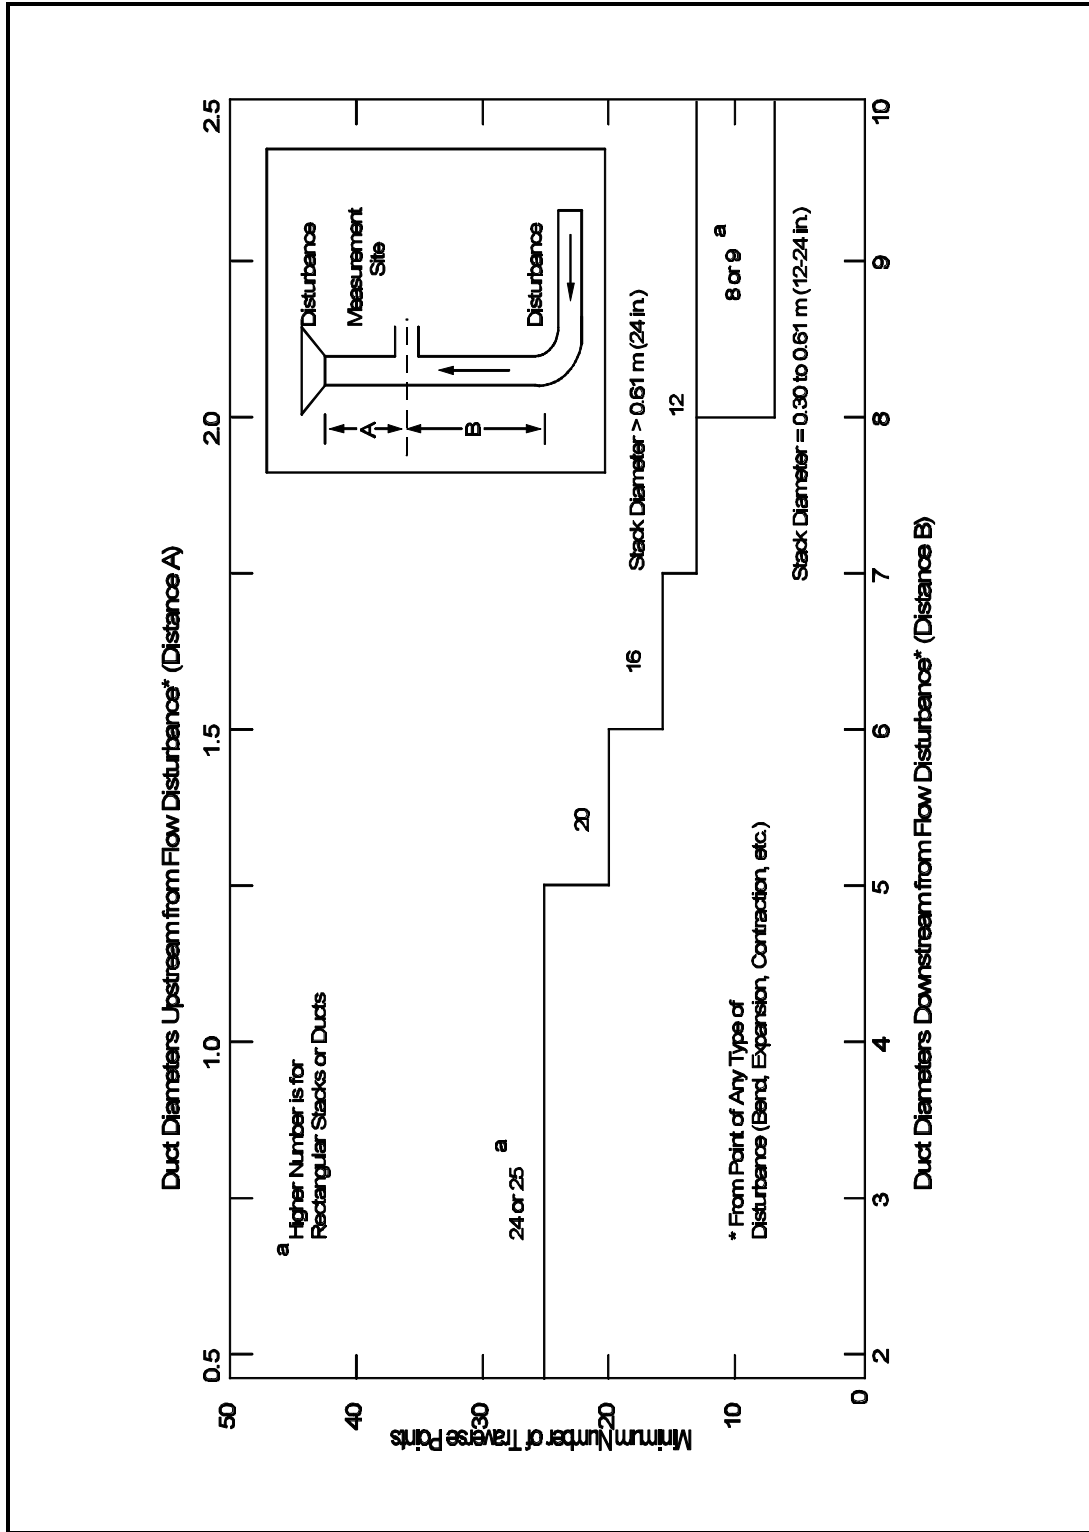 Duct Diameters Upstream from Flow Disturbance* (Distance A)
0.5
1.0
1.5
2.0
2.5
50
40
30
20
10
0
Minimum Number of Traverse Points
a
Higher Number is for
Rectangular Stacks or Ducts
Disturbance
Measurement
Site
Disturbance
A
B
24 or 25 a
20
16
Stack Diameter > 0.61 m (24 in.)
12
8 or 9 a
* From Point of Any Type of
Disturbance (Bend, Expansion, Contraction, etc.)
Stack Diameter = 0.30 to 0.61 m (12-24 in.)
2
3
4
5
6
7
8
9
10
Duct Diameters Downstream from Flow Disturbance* (Distance B)